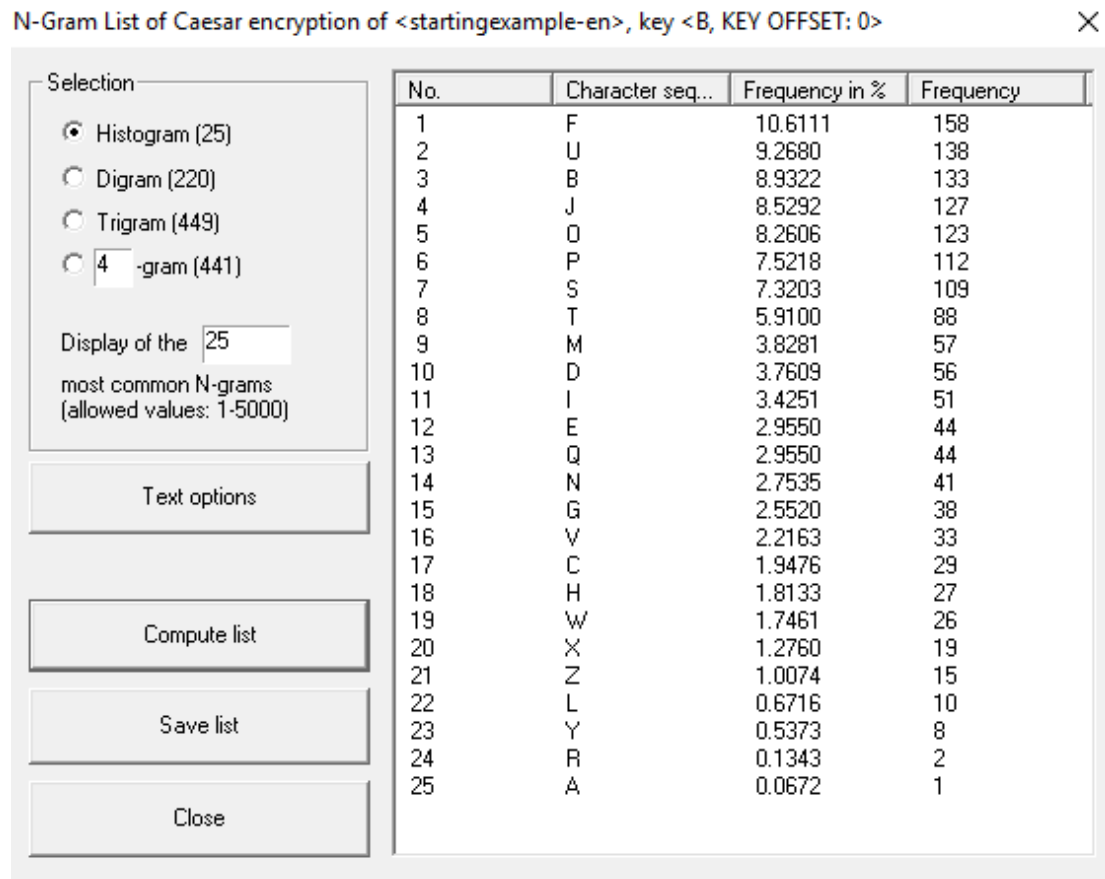 N-Gram List of Caesar encryption of <startingexample-en>, key <B, KEY OFFSET: 0>
Selection
Histogram (25)
Digram (220)
Trigram (449)
4 -gram (441)
Display of the 25
most common N-grams
(allowed values: 1-5000)
Text options
Compute list
Save list
Close
No. Character seq... Frequency in % Frequency
1 F 10.6111 158
2 U 9.2680 138
3 B 8.9322 133
4 J 8.5292 127
5 O 8.2606 123
6 P 7.5218 112
7 S 7.3203 109
8 T 5.9100 88
9 M 3.8281 57
10 D 3.7609 56
11 I 3.4251 51
12 E 2.9550 44
13 Q 2.9550 44
14 N 2.7535 41
15 G 2.5520 38
16 V 2.2163 33
17 C 1.9476 29
18 H 1.8133 27
19 W 1.7461 26
20 X 1.2760 19
21 Z 1.0074 15
22 L 0.6716 10
23 Y 0.5373 8
24 R 0.1343 2
25 A 0.0672 1